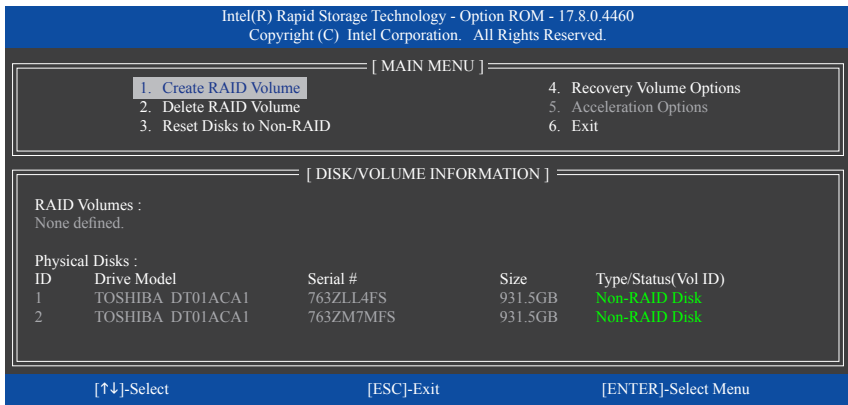 Intel(R) Rapid Storage Technology - Option ROM - 17.8.0.4460
Copyright (C) Intel Corporation. All Rights Reserved.
[ MAIN MENU ]
1. Create RAID Volume
2. Delete RAID Volume
3. Reset Disks to Non-RAID
4. Recovery Volume Options
5. Acceleration Options
6. Exit
[ DISK/VOLUME INFORMATION ]
RAID Volumes :
None defined.
Physical Disks :
ID Drive Model Serial # Size Type/Status(Vol ID)
1 TOSHIBA DT01ACA1 763ZLL4FS 931.5GB Non-RAID Disk
2 TOSHIBA DT01ACA1 763ZM7MFS 931.5GB Non-RAID Disk
[↑↓]-Select [ESC]-Exit [ENTER]-Select Menu